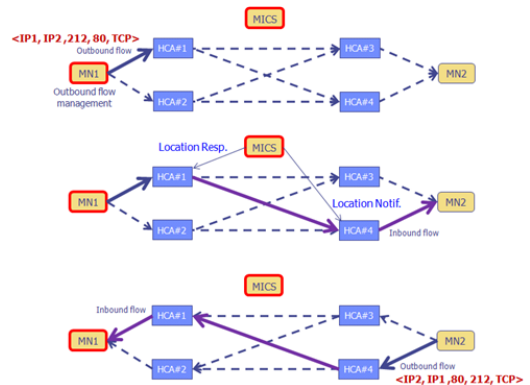 MICS
<IP1, IP2 ,212, 80, TCP>
Outbound flow
HCA#1
HCA#3
MN1
MN2
Outbound flow
management
HCA#2
HCA#4
Location Resp.
MICS
HCA#1
HCA#3
Location Notif.
MN1
MN2
HCA#2
HCA#4
Inbound flow
MICS
Inbound flow
HCA#1
HCA#3
MN1
MN2
HCA#2
HCA#4
Outbound flow
<IP2, IP1 ,80, 212, TCP>